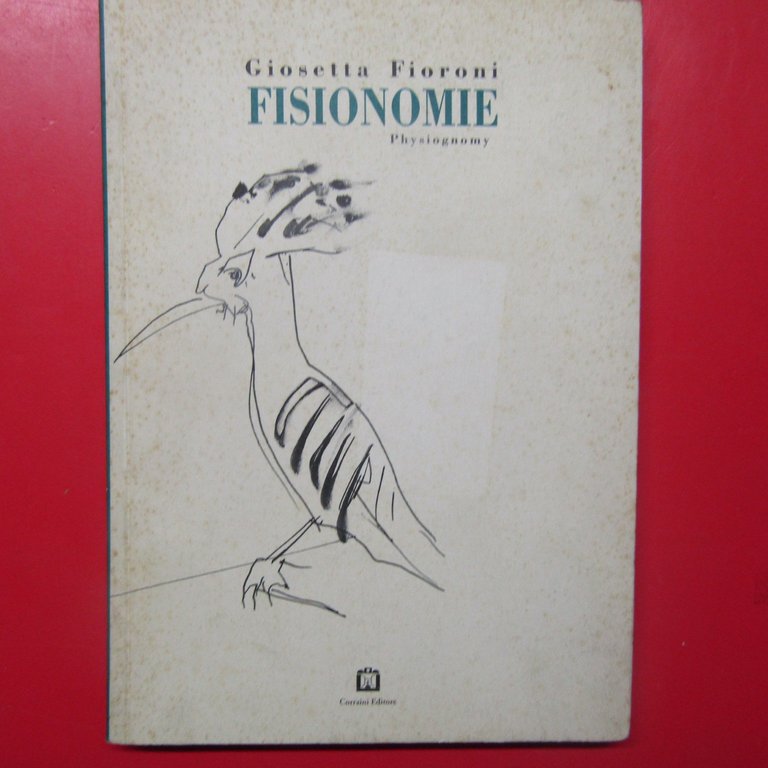 Giosetta Fioroni
FISIONOMIE
Physiognomy
Corraini Editore